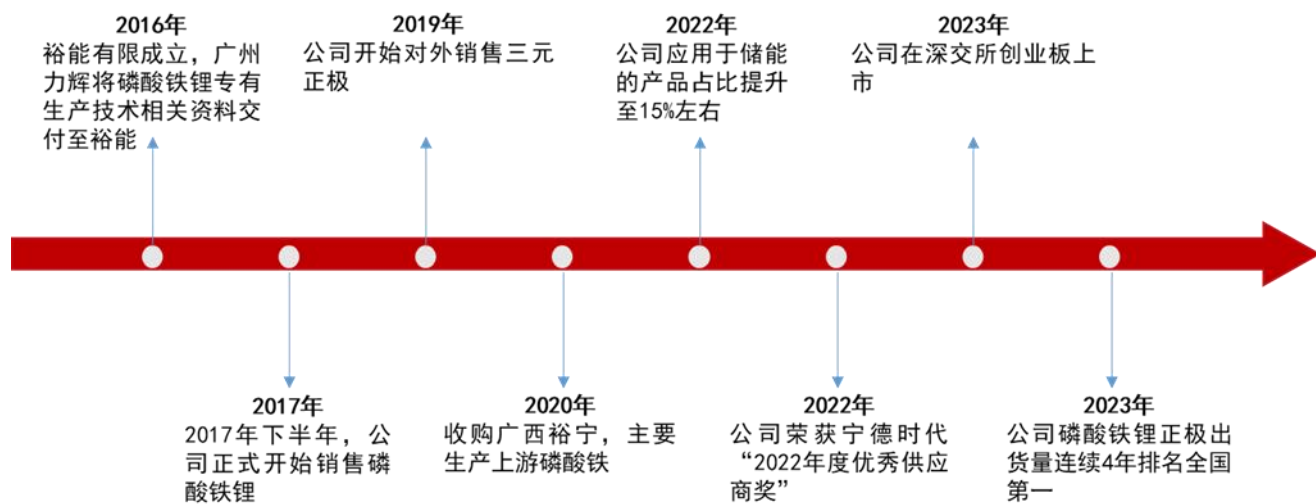 2016年
裕能有限成立，广州
力辉将磷酸铁锂专有
生产技术相关资料交
付至裕能
2019年
公司开始对外销售三元
正极
2022年
公司应用于储能
的产品占比提升
至15%左右
2023年
公司在深交所创业板上
市
2017年
2017年下半年，公
司正式开始销售磷
酸铁锂
2020年
收购广西裕宁，主要
生产上游磷酸铁
2022年
公司荣获宁德时代
“2022年度优秀供应
商奖”
2023年
公司磷酸铁锂正极出
货量连续4年排名全国
第一